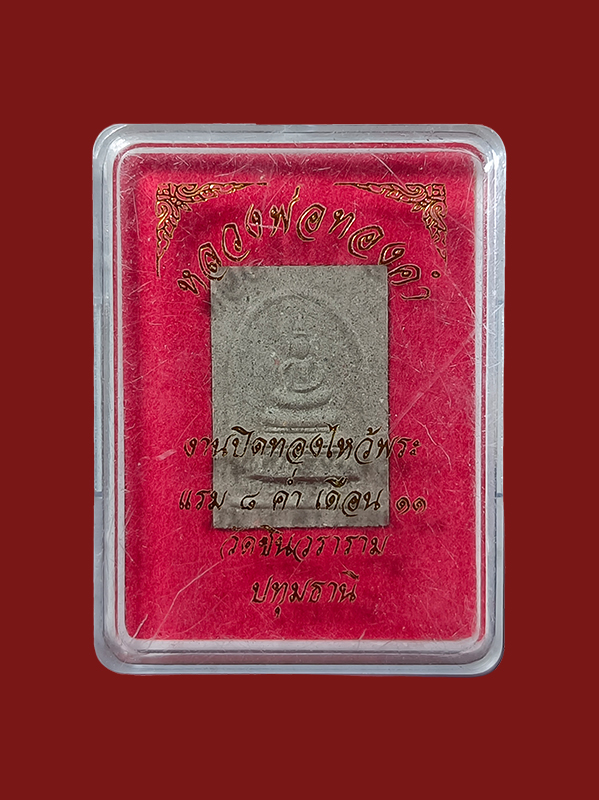 หลวงพ่อทองคำ
งานปิดทองไหว้พระ
แรม ๘ ค่ำ เดือน ๑๑
วัดชินวราราม
ปทุมธานี